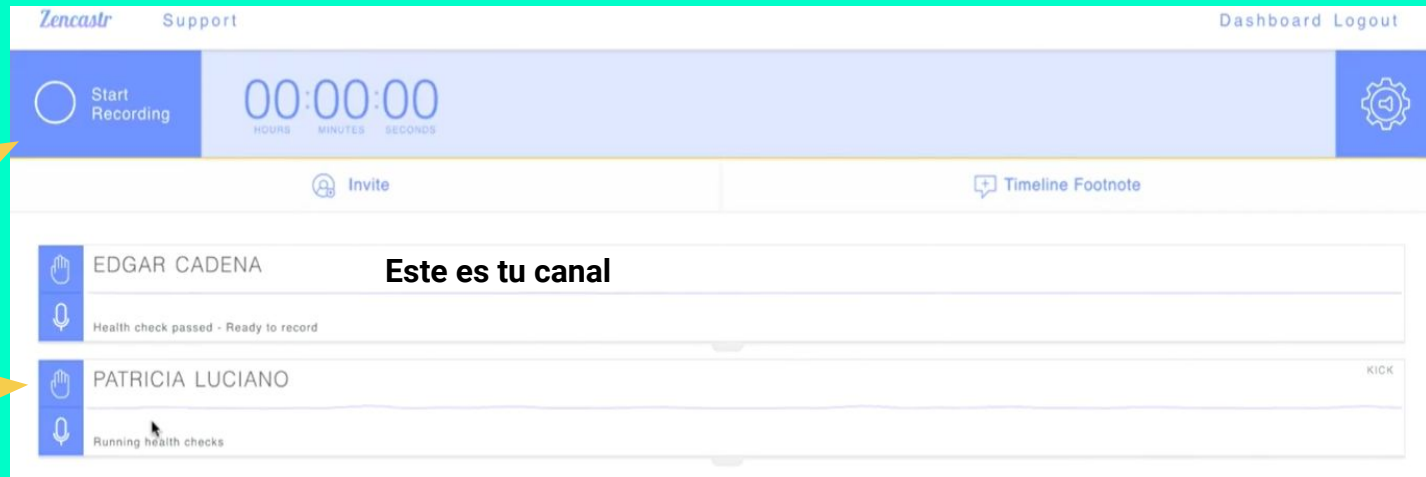 Zencastr Support Dashboard Logout
Start
Recording
00:00:00
HOURS MINUTES SECONDS
Invite Timeline Footnote
EDGAR CADENA
Este es tu canal
Health check passed - Ready to record
PATRICIA LUCIANO KICK
Running health checks